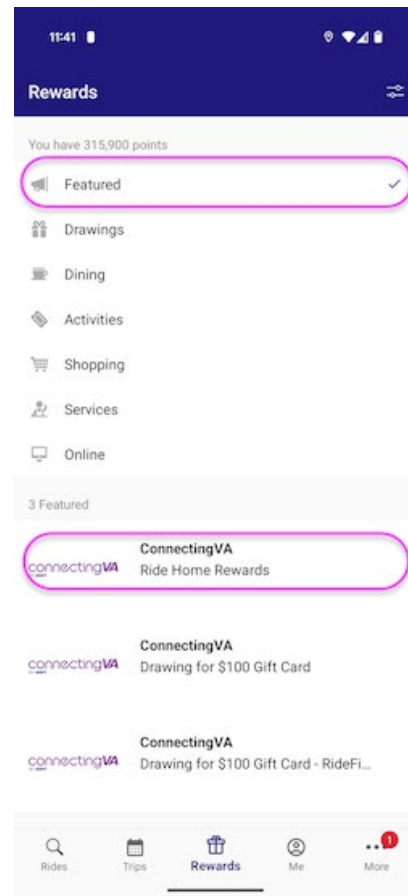 11:41
Rewards
You have 315,900 points
Featured
Drawings
Dining
Activities
Shopping
Services
Online
3 Featured
ConnectingVA
connectingVA Ride Home Rewards
ConnectingVA
connectingVA Drawing for $100 Gift Card
ConnectingVA
connectingVA Drawing for $100 Gift Card - RideFi...
1
Rides Trips Rewards Me More